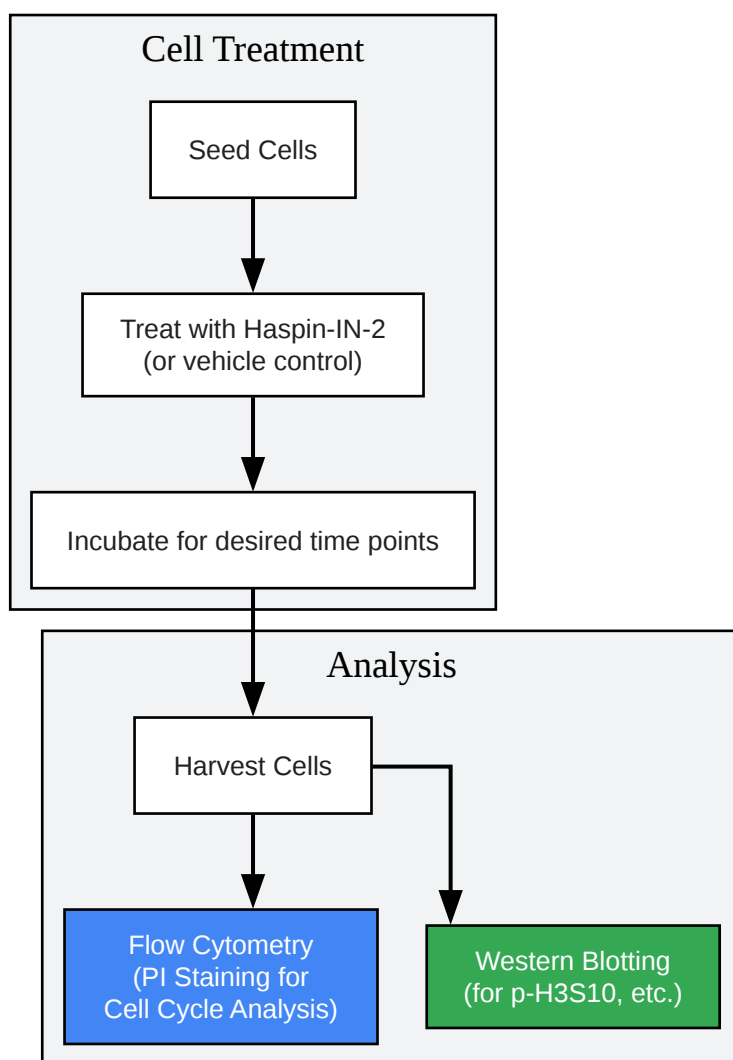 Cell Treatment
Seed Cells
Treat with Haspin-IN-2
(or vehicle control)
Incubate for desired time points
Analysis
Harvest Cells
Flow Cytometry
(PI Staining for
Cell Cycle Analysis)
Western Blotting
(for p-H3S10, etc.)